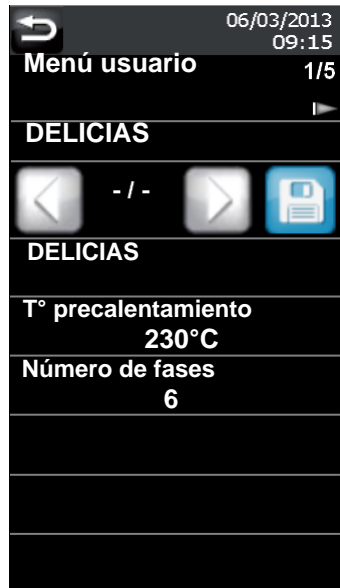 06/03/2013
09:15
Menú usuario
1/5
DELICIAS
- / -
DELICIAS
T° precalentamiento
230°C
Número de fases
6